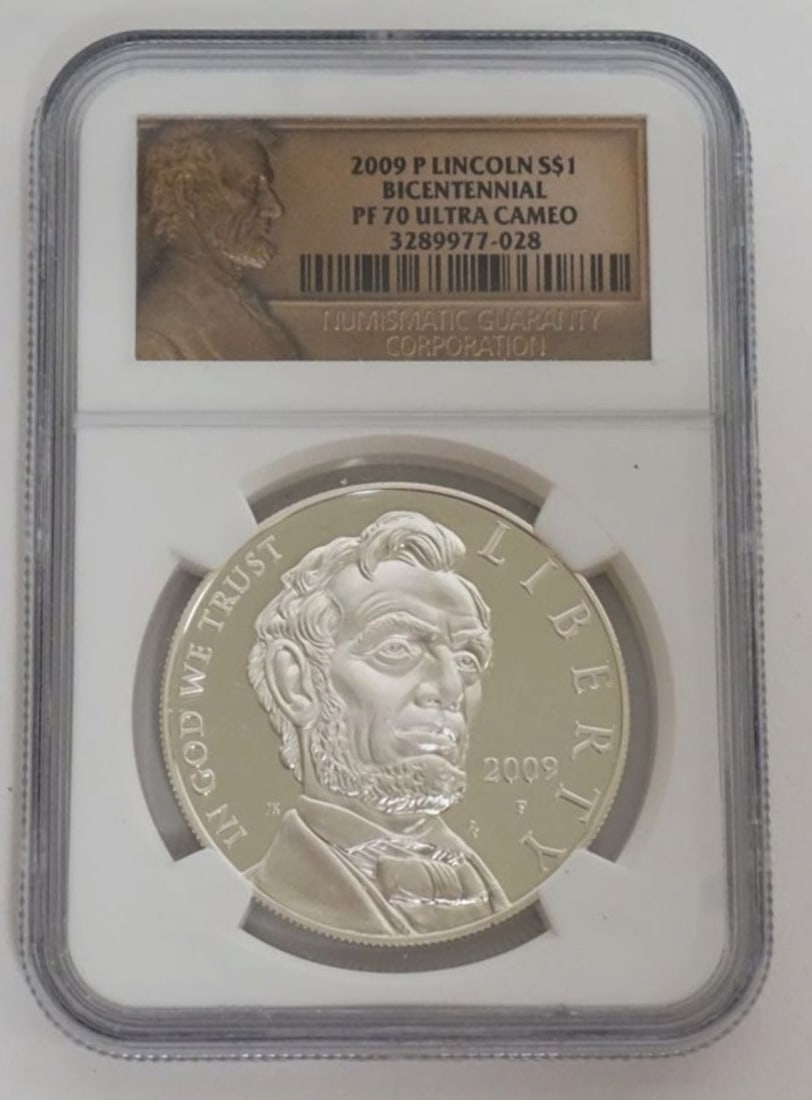 2009 P LINCOLN S$1
BICENTENNIAL
PF 70 ULTRA CAMEO
3289977-028
NUMISMATIC GUARANTY
CORPORATION
IN GOD WE TRUST
LIBERTY
2009
P